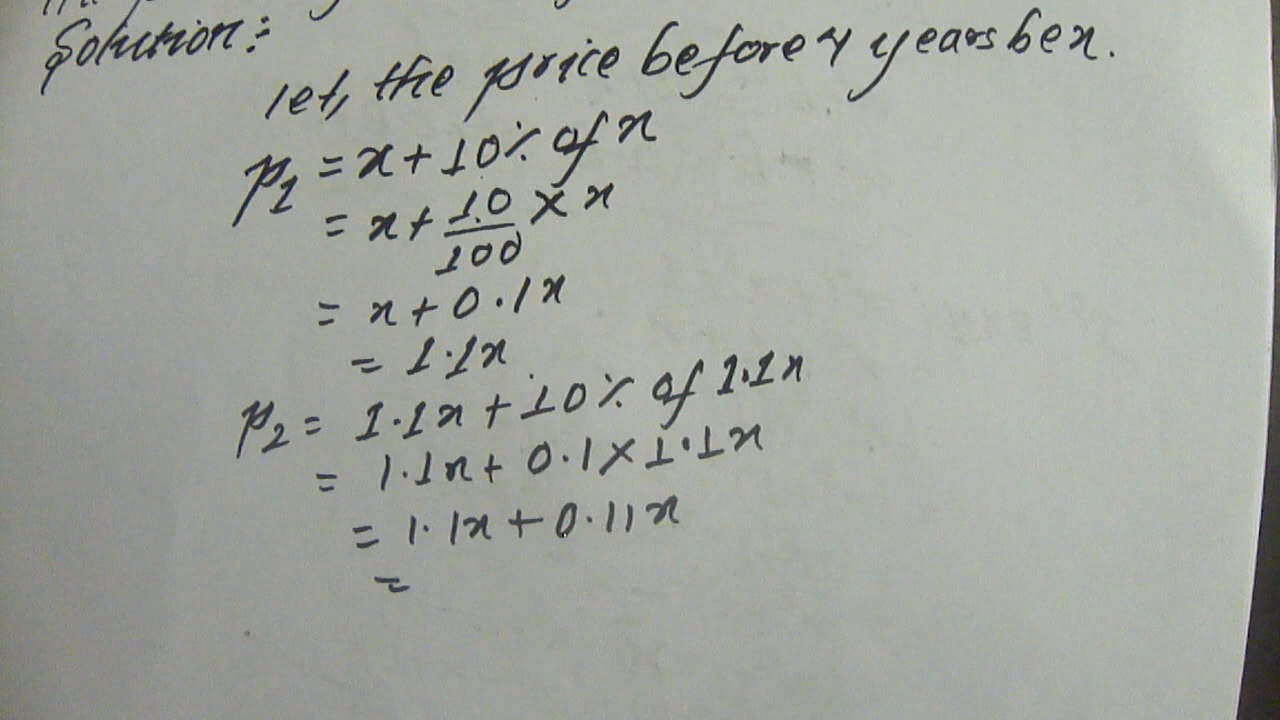 Solution:-
let, the price before 4 years be x.
P1 = x + 10% of x
= x + 10/100 × x
= x + 0.1x
= 1.1x
P2 = 1.1x + 10% of 1.1x
= 1.1x + 0.1 × 1.1x
= 1.1x + 0.11x
=